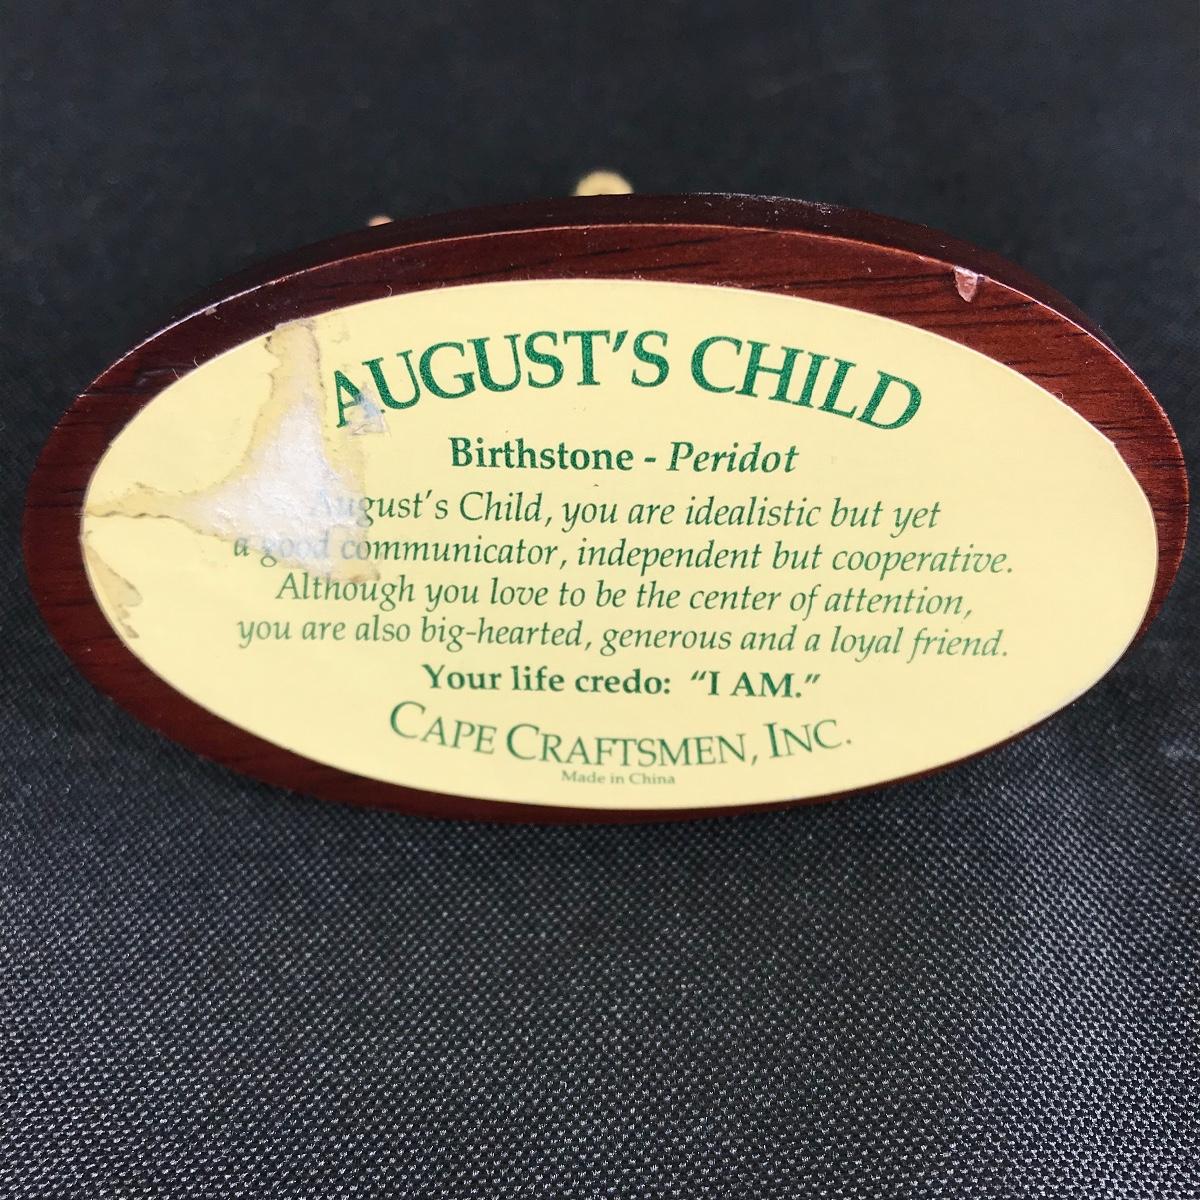 AUGUST'S CHILD
Birthstone - Peridot
August's Child, you are idealistic but yet
a good communicator, independent but cooperative.
Although you love to be the center of attention,
you are also big-hearted, generous and a loyal friend.
Your life credo: “I AM.”
CAPE CRAFTSMEN, INC.
Made in China